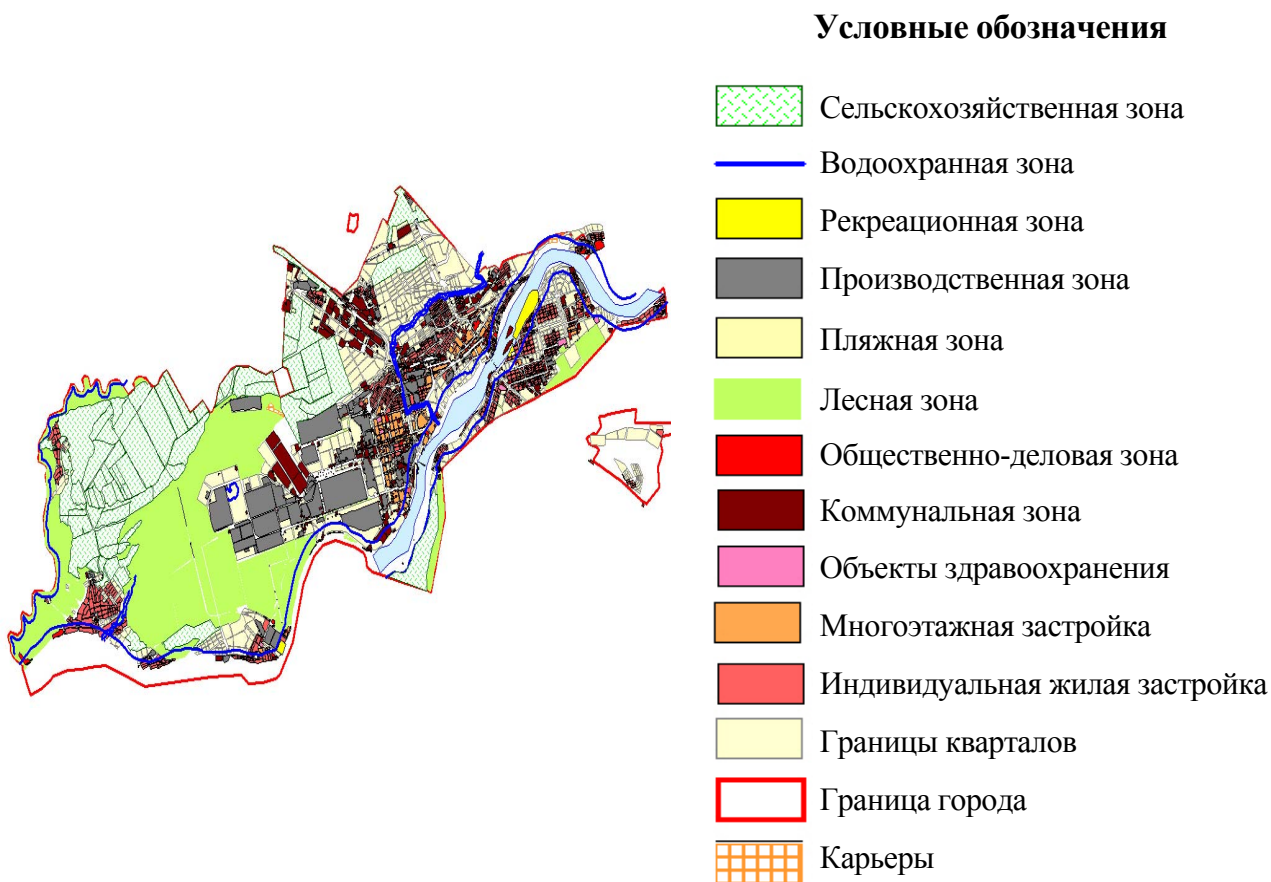 Условные обозначения
Сельскохозяйственная зона
Водоохранная зона
Рекреационная зона
Производственная зона
Пляжная зона
Лесная зона
Общественно-деловая зона
Коммунальная зона
Объекты здравоохранения
Многоэтажная застройка
Индивидуальная жилая застройка
Границы кварталов
Граница города
Карьеры